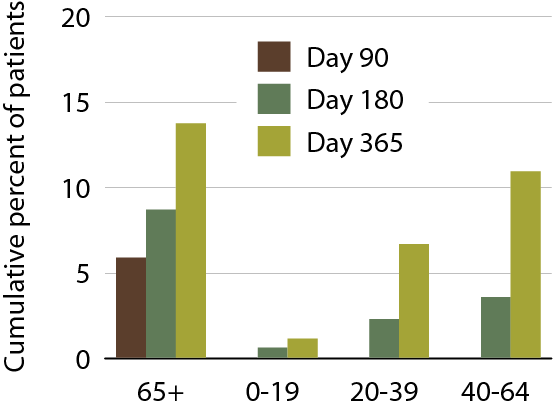 Cumulative percent of patients
20
15
10
5
0
Day 90
Day 180
Day 365
65+ 0-19 20-39 40-64